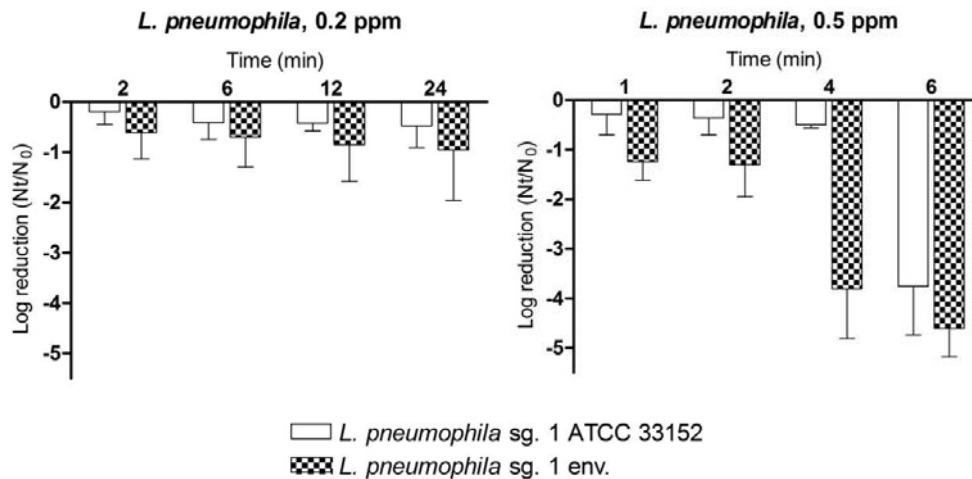 L. pneumophila, 0.2 ppm
Time (min)
2 6 12 24
0
-1
-2
-3
-4
-5
Log reduction (Nt/N₀)
L. pneumophila, 0.5 ppm
Time (min)
1 2 4 6
0
-1
-2
-3
-4
-5
Log reduction (Nt/N₀)
L. pneumophila sg. 1 ATCC 33152
L. pneumophila sg. 1 env.